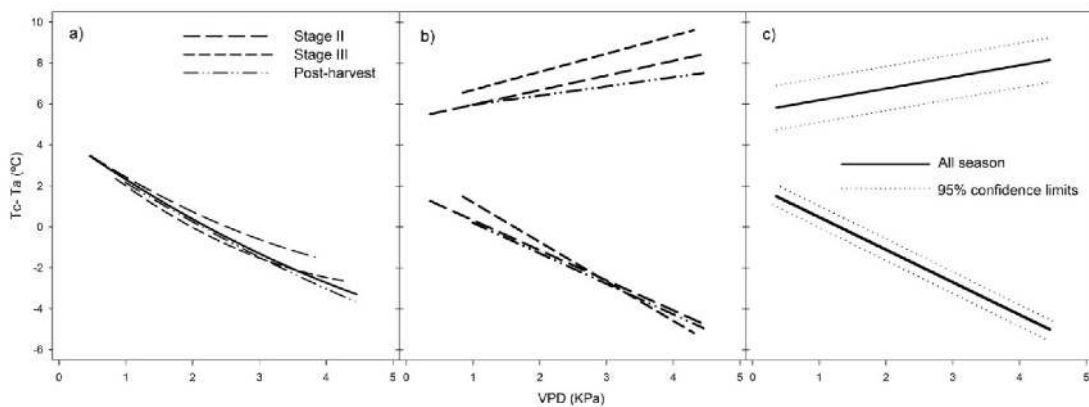 a)
Stage II
Stage III
Post-harvest
b)
c)
All season
95% confidence limits
Tc- Ta (ºC)
10
8
6
4
2
0
-2
-4
-6
0 1 2 3 4 5
0 1 2 3 4 5
0 1 2 3 4 5
VPD (KPa)